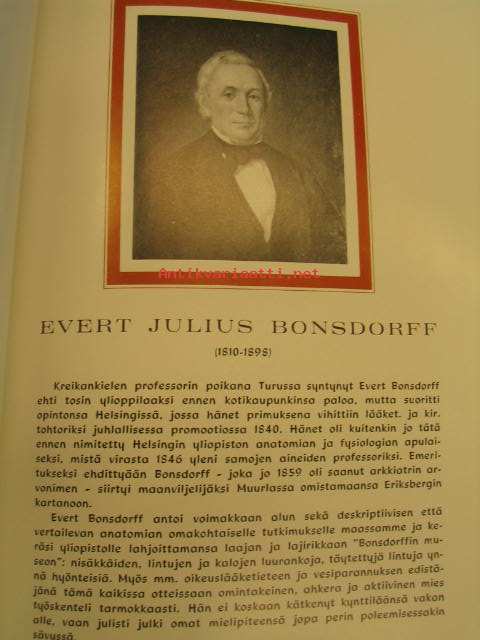 Antikvariaatti.net
EVERT JULIUS BONSDORFF
(1810-1898)
Kreikankielen professorin poikana Turussa syntynyt Evert Bonsdorff
ehti tosin ylioppilaaksi ennen kotikaupunkinsa paloa, mutta suoritti
opintonsa Helsingissä, jossa hänet primuksena vihittiin lääket. ja kir.
tohtoriksi juhlallisessa promootiossa 1840. Hänet oli kuitenkin jo tätä
ennen nimitetty Helsingin yliopiston anatomian ja fysiologian apulai-
seksi, mistä virasta 1846 yleni samojen aineiden professoriksi. Emeri-
tukseksi ehdittyään Bonsdorff - joka jo 1859 oli saanut arkkiotrin ar-
vonimen - siirtyi maanviljelijäksi Muurlassa omistamaansa Eriksbergin
kartanoon.
Evert Bonsdorff antoi voimakkaan alun sekä deskriptiivisen että
vertailevan anatomian omakohtaiselle tutkimukselle maassamme ja ke-
räsi yliopistolle lahjoittamansa laajan ja lajirikkaan "Bonsdorffin mu-
seon": nisäkkäiden, lintujen ja kalojen luurankoja, täytettyjä lintuja yn-
nä hyönteisiä. Myös mm. oikeuslääketieteen ja vesiparannuksen edistä-
jänä tämä kaikissa otteissaan omintakeinen, ahkera ja aktiivinen mies
työskenteli tarmokkaasti. Hän ei koskaan kätkenyt kynttiläänsä vakan
alle, vaan julisti julki omat mielipiteensä jopa perin poleemisessakin
sävyssä.